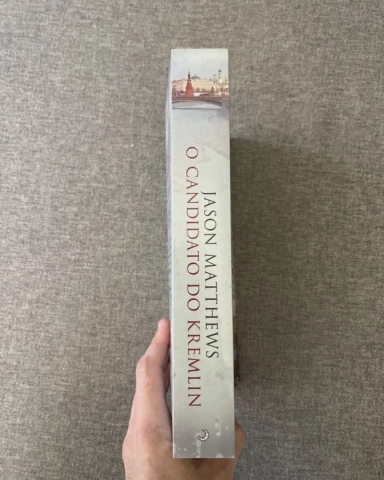 JASON MATTHEWS
O CANDIDATO DO KREMLIN